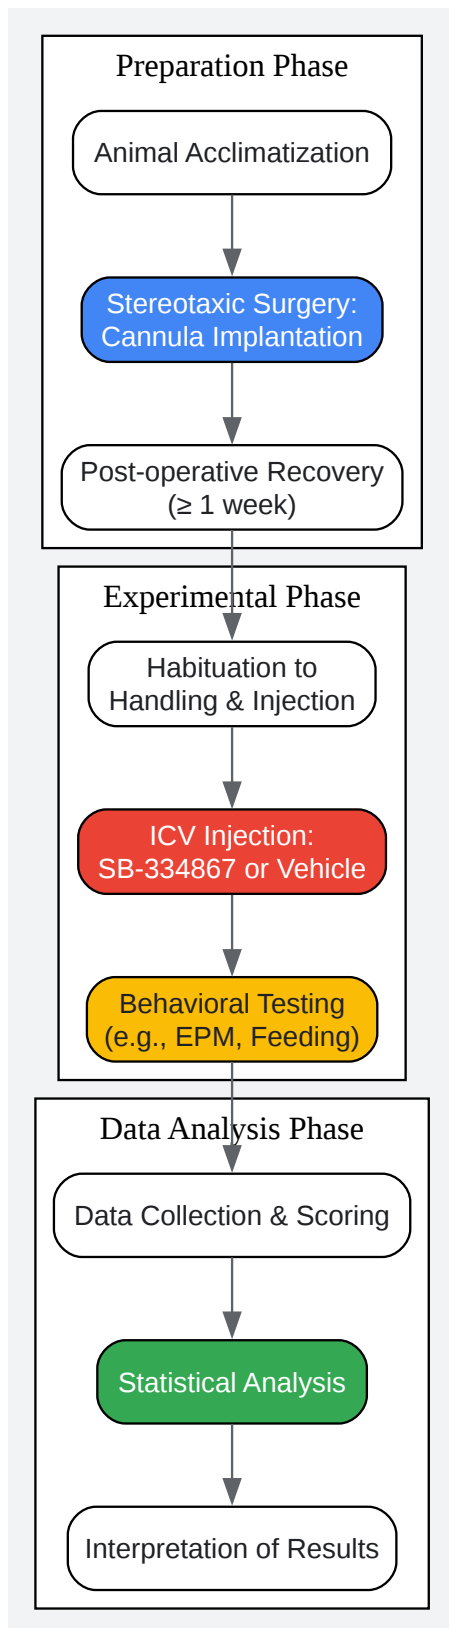 Preparation Phase
Animal Acclimatization
Stereotaxic Surgery:
Cannula Implantation
Post-operative Recovery
(≥ 1 week)
Experimental Phase
Habituation to
Handling & Injection
ICV Injection:
SB-334867 or Vehicle
Behavioral Testing
(e.g., EPM, Feeding)
Data Analysis Phase
Data Collection & Scoring
Statistical Analysis
Interpretation of Results